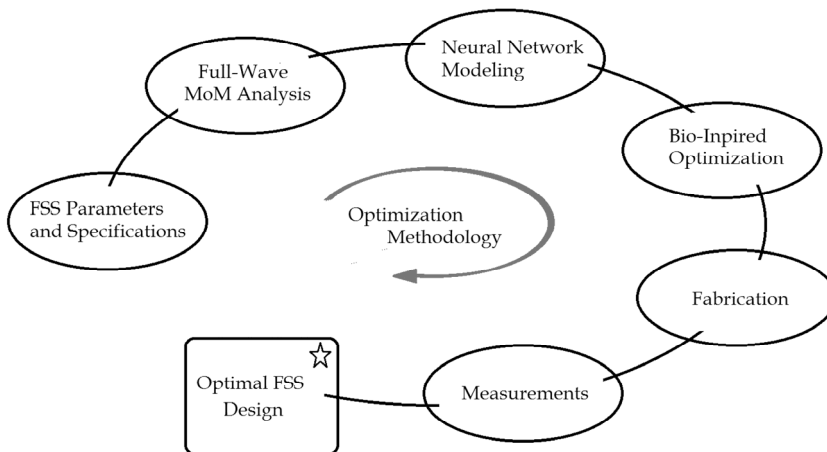 FSS Parameters
and Specifications
Full-Wave
MoM Analysis
Neural Network
Modeling
Bio-Inpired
Optimization
Fabrication
Measurements
Optimal FSS
Design
Optimization
Methodology